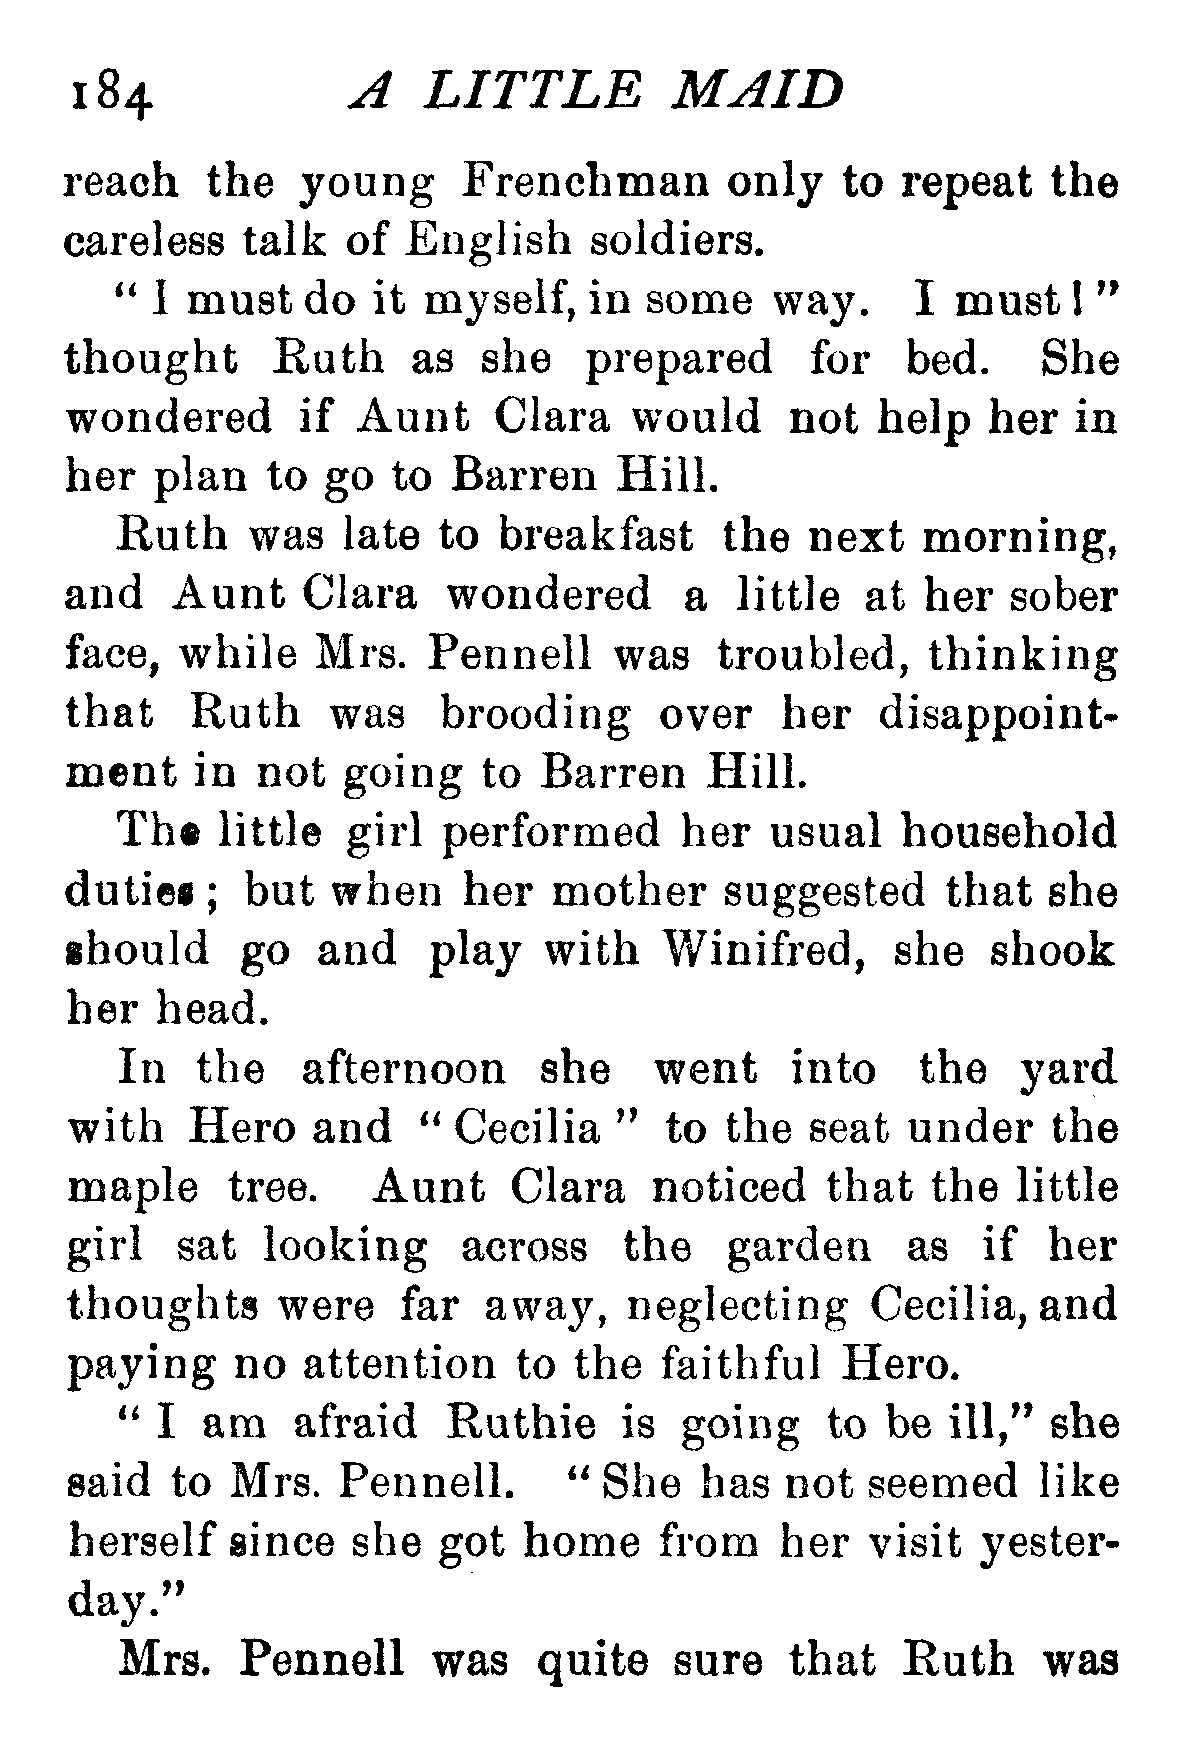 184 A LITTLE MAID
reach the young Frenchman only to repeat the
careless talk of English soldiers.
“ I must do it myself, in some way. I must ! ”
thought Ruth as she prepared for bed. She
wondered if Aunt Clara would not help her in
her plan to go to Barren Hill.
Ruth was late to breakfast the next morning,
and Aunt Clara wondered a little at her sober
face, while Mrs. Pennell was troubled, thinking
that Ruth was brooding over her disappoint-
ment in not going to Barren Hill.
The little girl performed her usual household
duties ; but when her mother suggested that she
should go and play with Winifred, she shook
her head.
In the afternoon she went into the yard
with Hero and “ Cecilia ” to the seat under the
maple tree. Aunt Clara noticed that the little
girl sat looking across the garden as if her
thoughts were far away, neglecting Cecilia, and
paying no attention to the faithful Hero.
“ I am afraid Ruthie is going to be ill,” she
said to Mrs. Pennell. “ She has not seemed like
herself since she got home from her visit yester-
day.”
Mrs. Pennell was quite sure that Ruth was